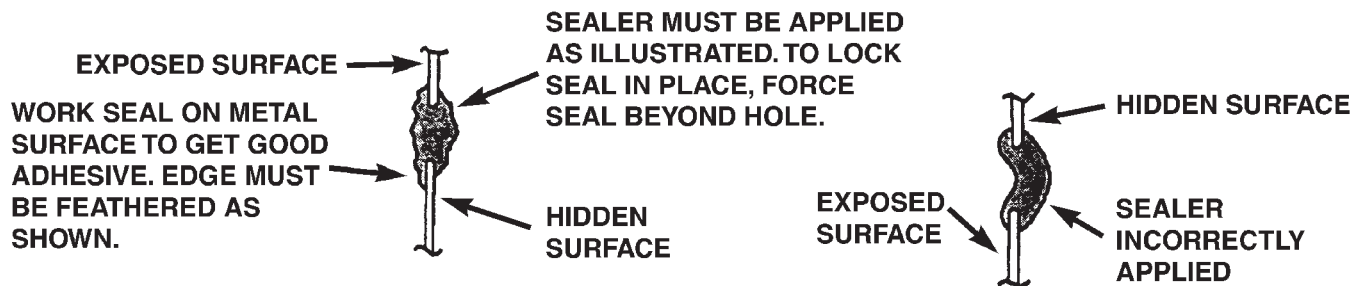 EXPOSED SURFACE
WORK SEAL ON METAL
SURFACE TO GET GOOD
ADHESIVE. EDGE MUST
BE FEATHERED AS
SHOWN.
SEALER MUST BE APPLIED
AS ILLUSTRATED. TO LOCK
SEAL IN PLACE, FORCE
SEAL BEYOND HOLE.
HIDDEN
SURFACE
HIDDEN SURFACE
EXPOSED
SURFACE
SEALER
INCORRECTLY
APPLIED